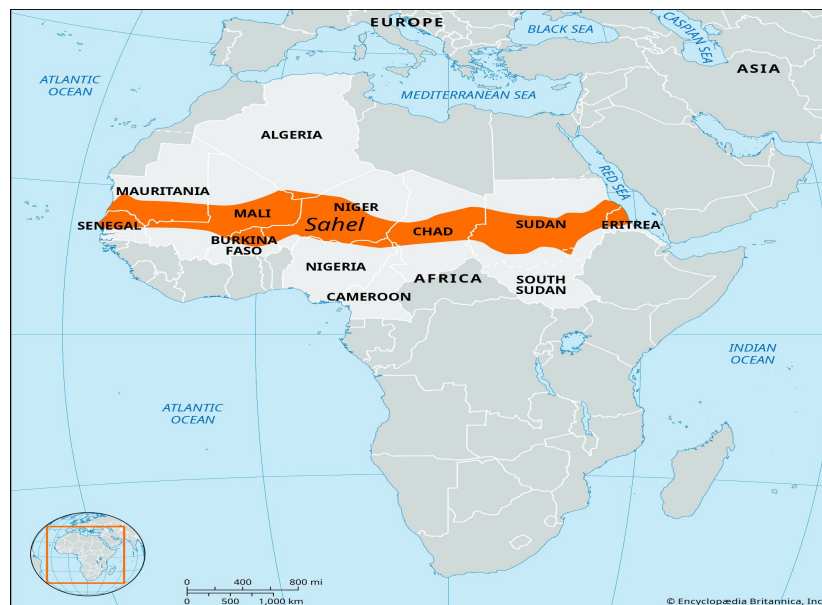 EUROPE
BLACK SEA
CASPIAN SEA
ASIA
ATLANTIC
OCEAN
MEDITERRANEAN SEA
ALGERIA
RED SEA
MAURITANIA
MALI
NIGER
Sahel
SENEGAL
CHAD
SUDAN
ERITREA
BURKINA
FASO
NIGERIA
AFRICA
SOUTH
SUDAN
CAMEROON
INDIAN
OCEAN
ATLANTIC
OCEAN
0 400 800 mi
0 500 1,000 km
© Encyclopædia Britannica, Inc